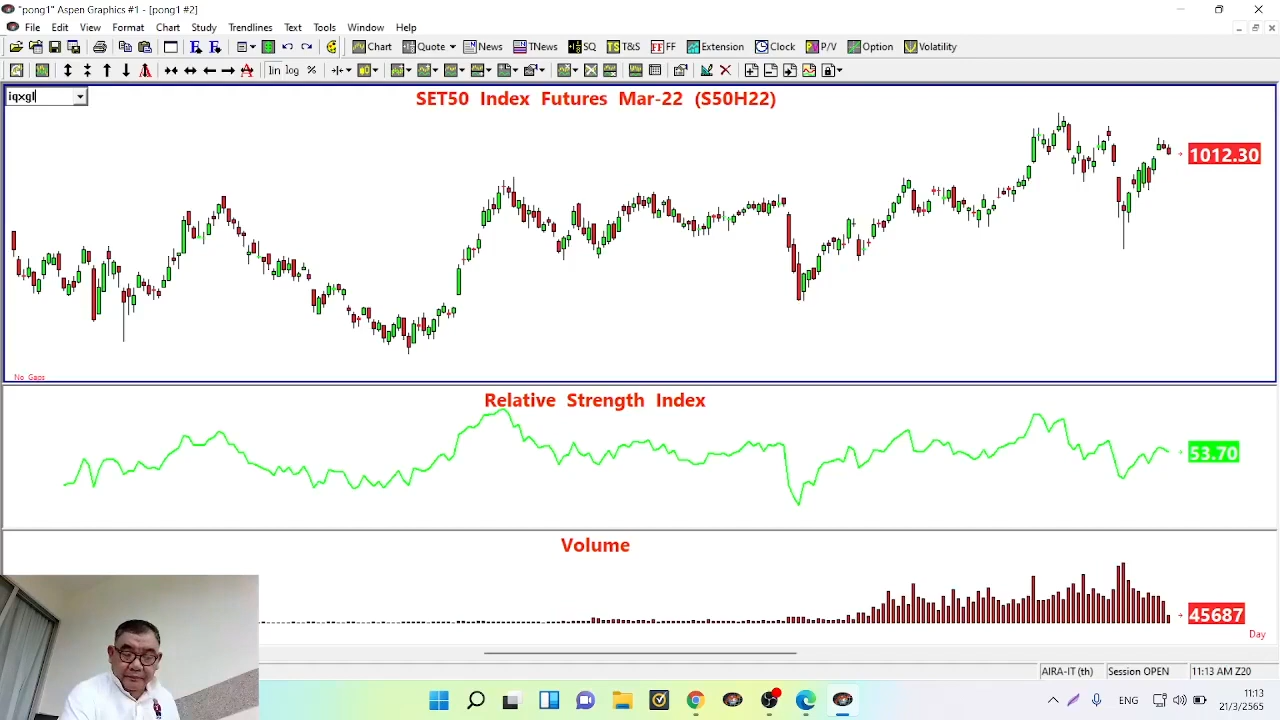 "pong1" Aspen Graphics #1 - [pong1 #2]
File Edit View Format Chart Study Trendlines Text Tools Window Help
Chart Quote News TNews SQ TS T&S FF FF Extension Clock P/V Option Volatility
lin log %
iqxgl
SET50 Index Futures Mar-22 (S50H22)
1012.30
No Gaps
Relative Strength Index
53.70
Volume
45687
Day
AIRA-IT (th) Session OPEN 11:13 AM Z20
ENG
11:13
21/3/2565